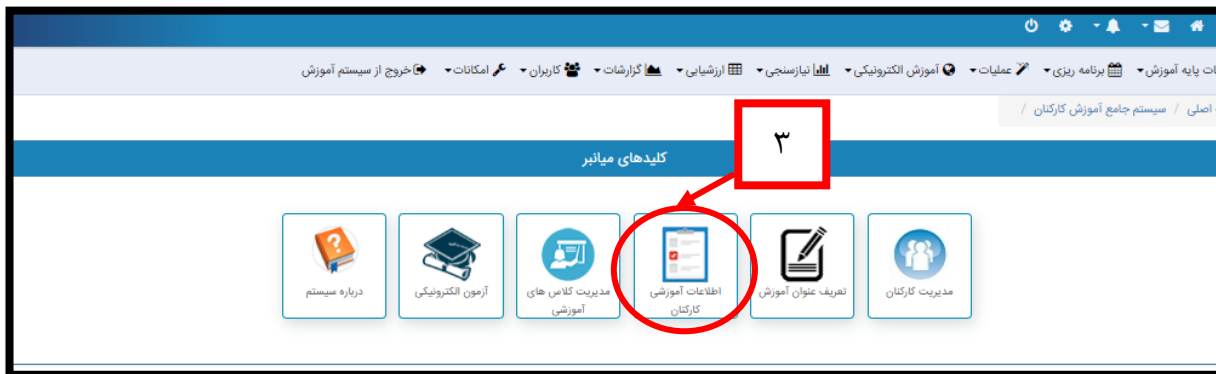 ات پایه آموزش برنامه ریزی عملیات آموزش الکترونیکی نیازسنجی ارزشیابی گزارشات کاربران امکانات خروج از سیستم آموزش
اصلی / سیستم جامع آموزش کارکنان /
۳
کلیدهای میانبر
مدیریت کارکنان
تعریف عنوان آموزش
اطلاعات آموزشی
کارکنان
مدیریت کلاس های
آموزشی
آزمون الکترونیکی
درباره سیستم